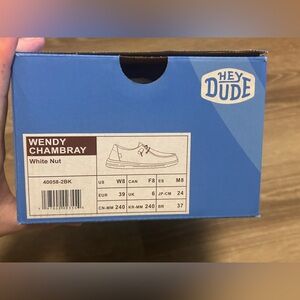 HEY
DUDE
WENDY
CHAMBRAY
White Nut
40058-2BK
US W8 CAN F8 ES M8
EUR 39 UK 6 JP-CM 24
CN-MM 240 KR-MM 240 BR 37